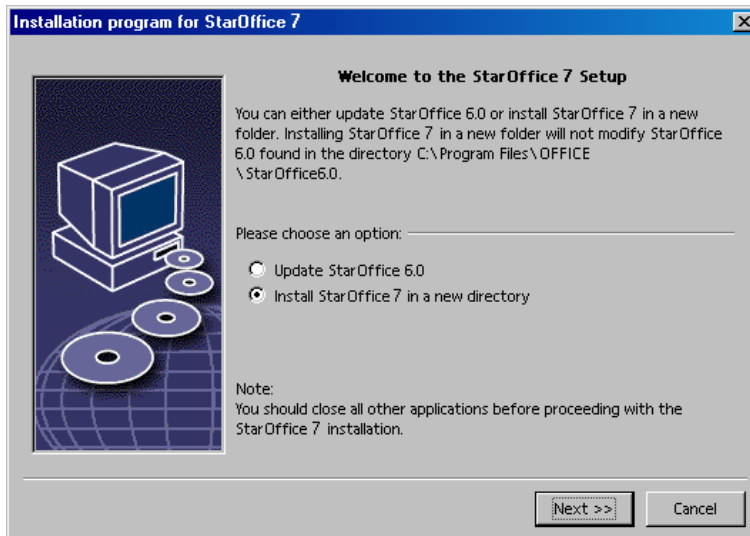 Installation program for StarOffice 7
Welcome to the StarOffice 7 Setup
You can either update StarOffice 6.0 or install StarOffice 7 in a new
folder. Installing StarOffice 7 in a new folder will not modify StarOffice
6.0 found in the directory C:\Program Files\OFFICE
\StarOffice6.0.
Please choose an option:
Update StarOffice 6.0
Install StarOffice 7 in a new directory
Note:
You should close all other applications before proceeding with the
StarOffice 7 installation.
Next >>
Cancel